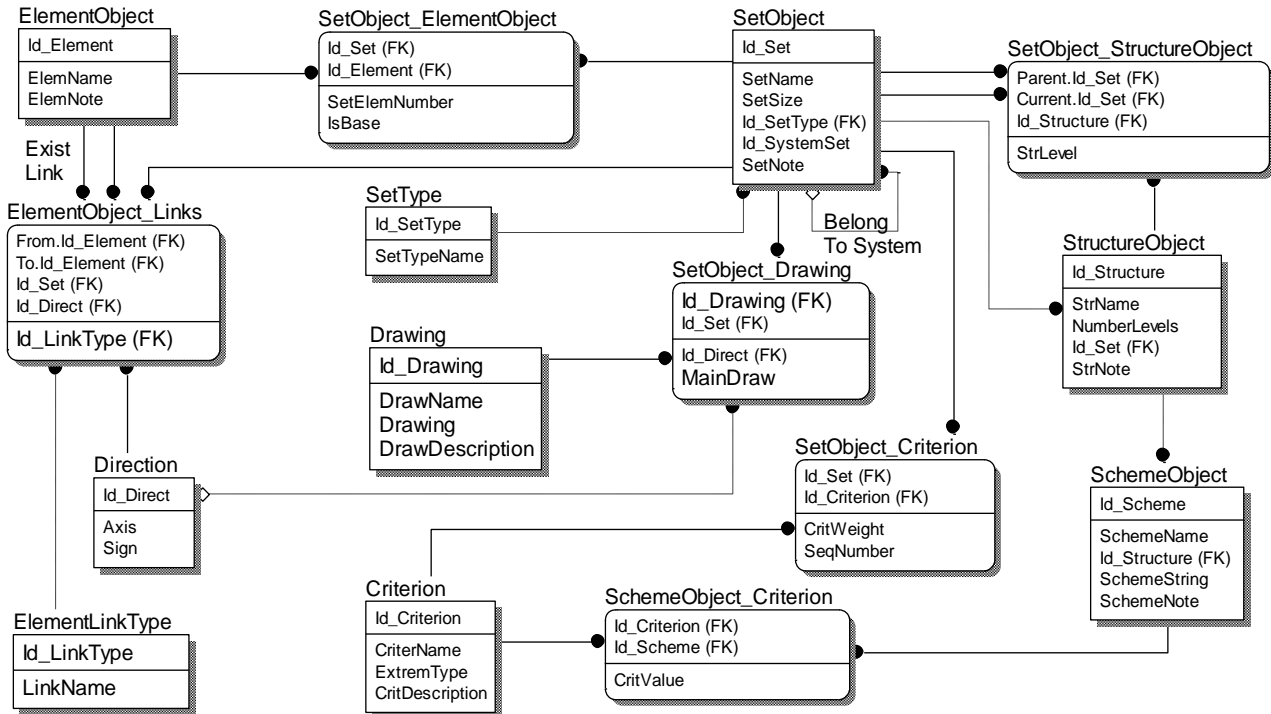 ElementObject
Id_Element
ElemName
ElemNote
SetObject_ElementObject
Id_Set (FK)
Id_Element (FK)
SetElemNumber
IsBase
SetObject
Id_Set
SetName
SetSize
Id_SetType (FK)
Id_SystemSet
SetNote
SetObject_StructureObject
Parent.Id_Set (FK)
Current.Id_Set (FK)
Id_Structure (FK)
StrLevel
Exist
Link
Belong
To System
ElementObject_Links
From.Id_Element (FK)
To.Id_Element (FK)
Id_Set (FK)
Id_Direct (FK)
Id_LinkType (FK)
SetType
Id_SetType
SetTypeName
SetObject_Drawing
Id_Drawing (FK)
Id_Set (FK)
Id_Direct (FK)
MainDraw
StructureObject
Id_Structure
StrName
NumberLevels
Id_Set (FK)
StrNote
Drawing
Id_Drawing
DrawName
Drawing
DrawDescription
Direction
Id_Direct
Axis
Sign
SetObject_Criterion
Id_Set (FK)
Id_Criterion (FK)
CritWeight
SeqNumber
SchemeObject
Id_Scheme
SchemeName
Id_Structure (FK)
SchemeString
SchemeNote
ElementLinkType
Id_LinkType
LinkName
Criterion
Id_Criterion
CriterName
ExtremType
CritDescription
SchemeObject_Criterion
Id_Criterion (FK)
Id_Scheme (FK)
CritValue